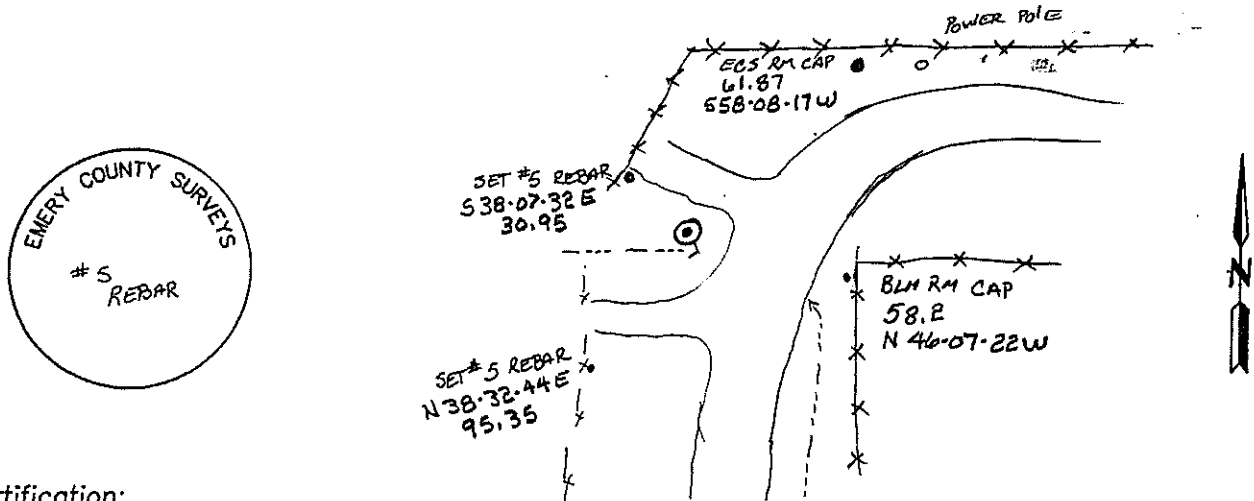 POWER POLE
ECS RM CAP
61.87
S58-08-17W
EMERY COUNTY SURVEYS
#5
REBAR
SET #5 REBAR
S38-07-32E
30.95
N
BLM RM CAP
58.2
N 46-07-22W
SET #5 REBAR
N38-32-44E
95.35
rtification: